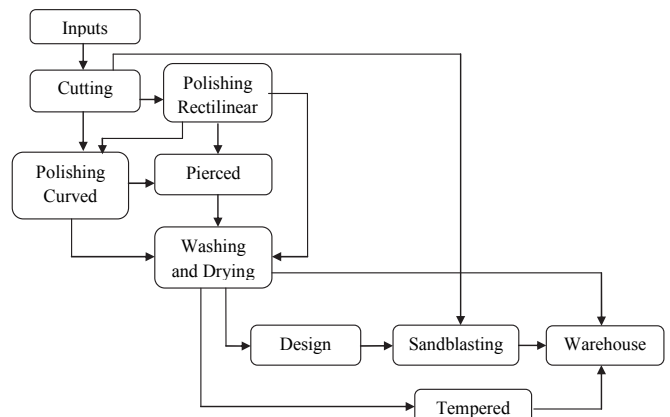 Inputs
Cutting
Polishing
Rectilinear
Polishing
Curved
Pierced
Washing
and Drying
Design
Sandblasting
Warehouse
Tempered